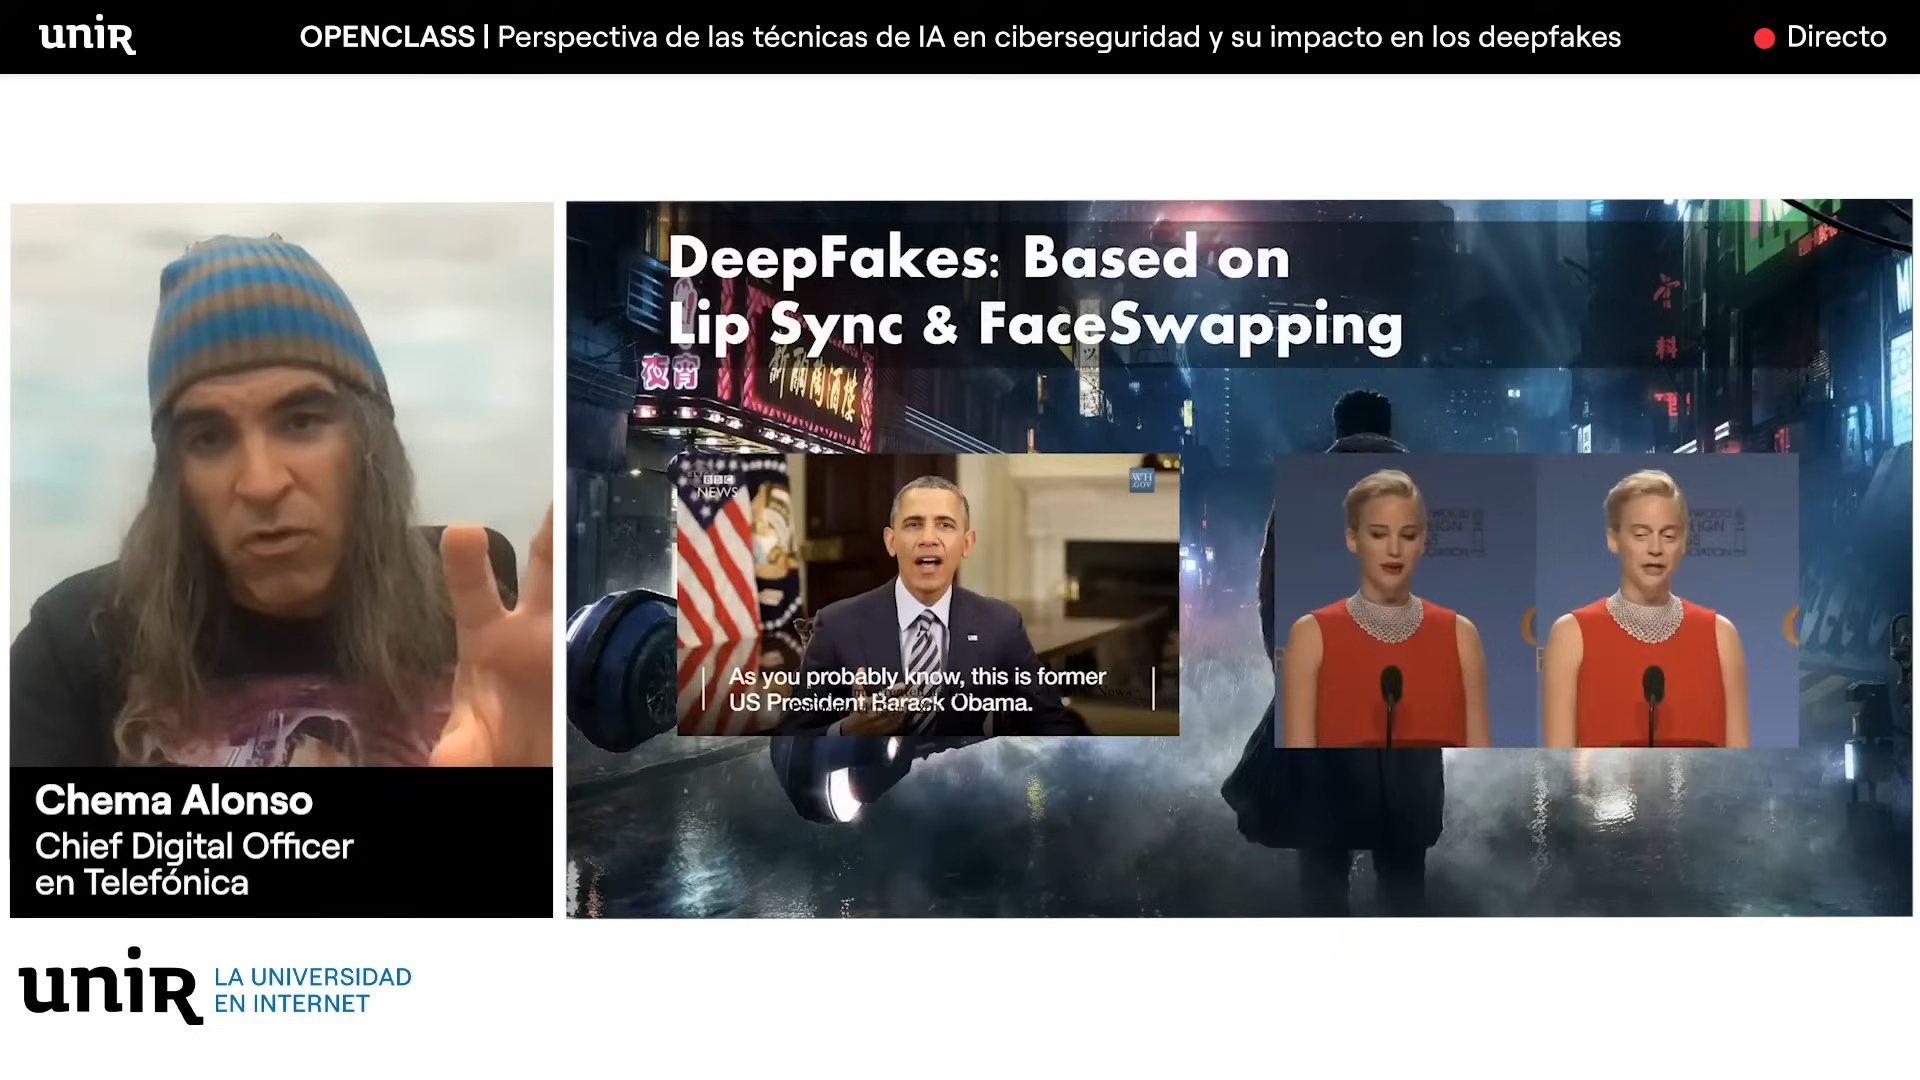 unir
OPENCLASS | Perspectiva de las técnicas de IA en ciberseguridad y su impacto en los deepfakes
Directo
DeepFakes: Based on
Lip Sync & FaceSwapping
夜宵
BBC
NEWS
WH
.GOV
As you probably know, this is former
US President Barack Obama.
Chema Alonso
Chief Digital Officer
en Telefónica
unir
LA UNIVERSIDAD
EN INTERNET